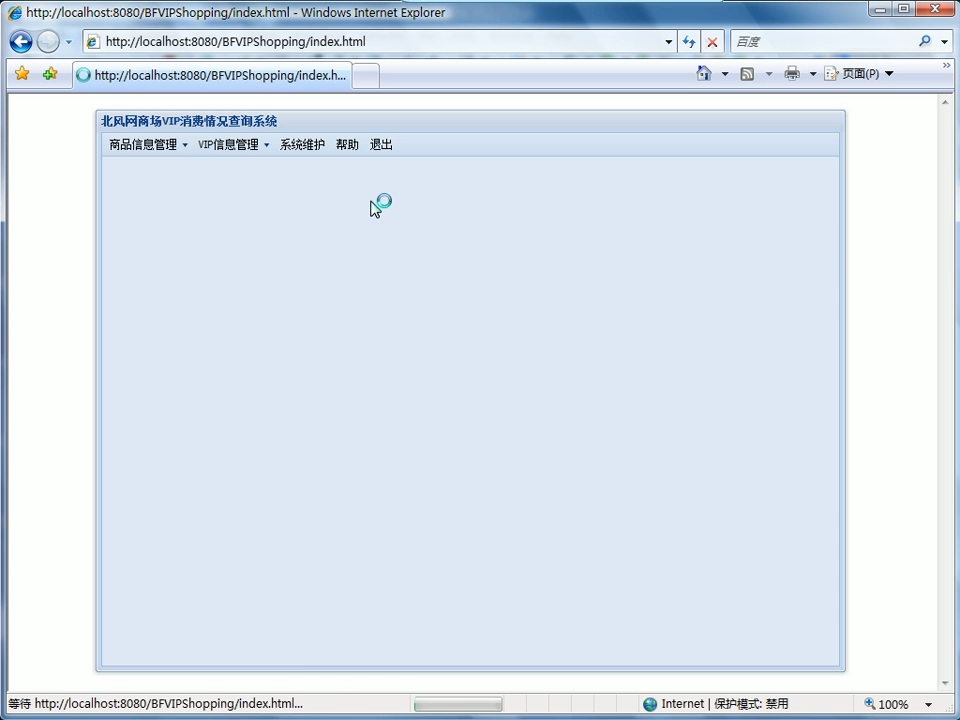 http://localhost:8080/BFVIPShopping/index.html - Windows Internet Explorer
http://localhost:8080/BFVIPShopping/index.html
百度
http://localhost:8080/BFVIPShopping/index.h...
页面(P)
北风网商场VIP消费情况查询系统
商品信息管理 VIP信息管理 系统维护 帮助 退出
等待 http://localhost:8080/BFVIPShopping/index.html...
Internet | 保护模式: 禁用
100%